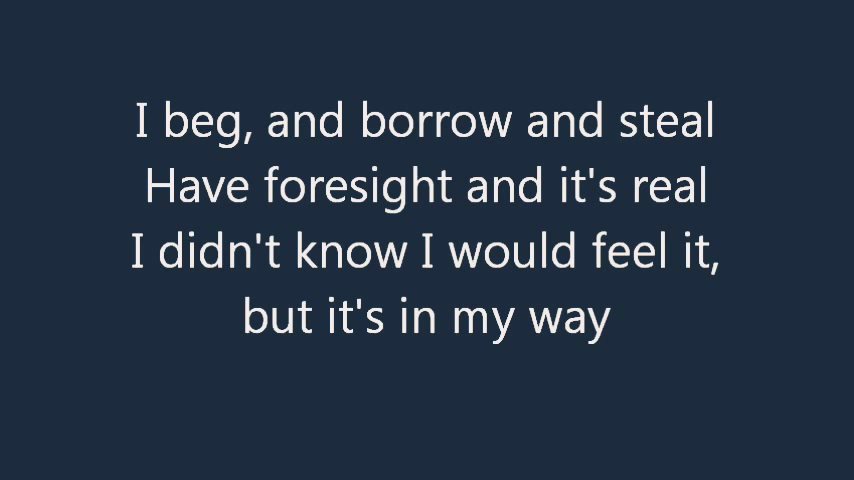 I beg, and borrow and steal
Have foresight and it's real
I didn't know I would feel it,
but it's in my way